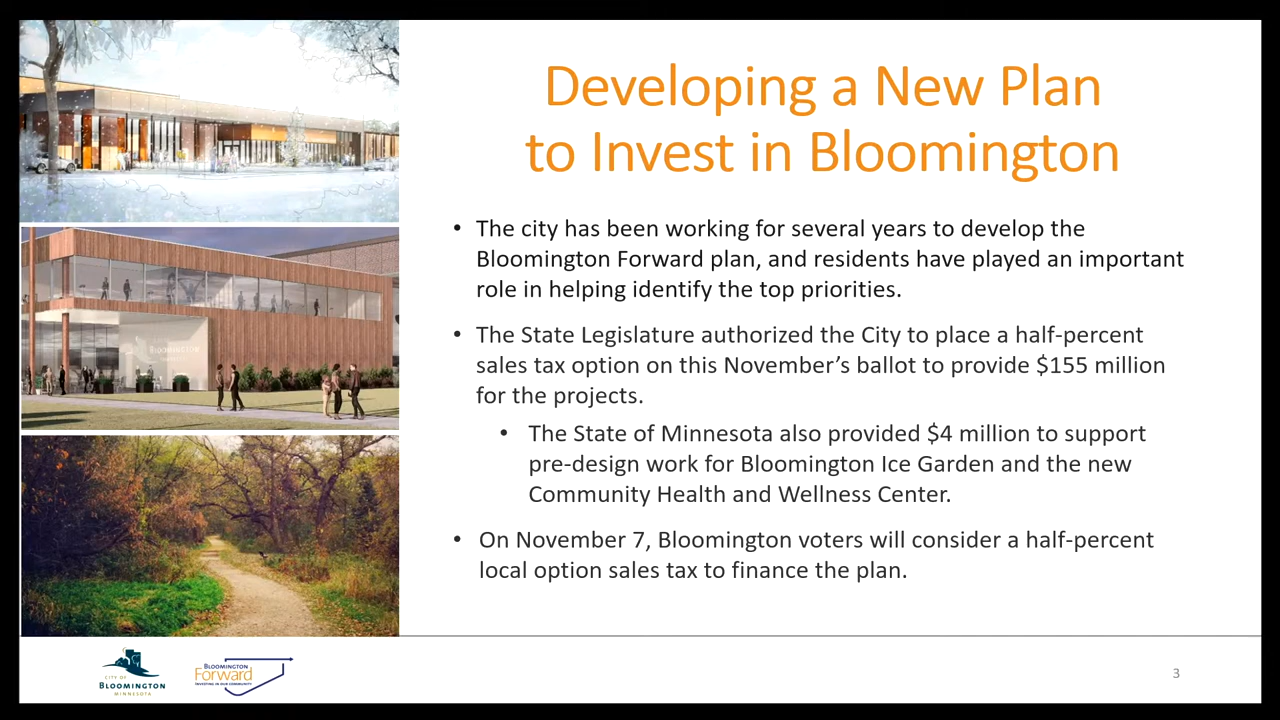 Developing a New Plan
to Invest in Bloomington
• The city has been working for several years to develop the
Bloomington Forward plan, and residents have played an important
role in helping identify the top priorities.
• The State Legislature authorized the City to place a half-percent
sales tax option on this November’s ballot to provide $155 million
for the projects.
• The State of Minnesota also provided $4 million to support
pre-design work for Bloomington Ice Garden and the new
Community Health and Wellness Center.
• On November 7, Bloomington voters will consider a half-percent
local option sales tax to finance the plan.
BLOOMINGTON
CITY OF
BLOOMINGTON
MINNESOTA
BLOOMINGTON
Forward
INVESTING IN OUR COMMUNITY
3